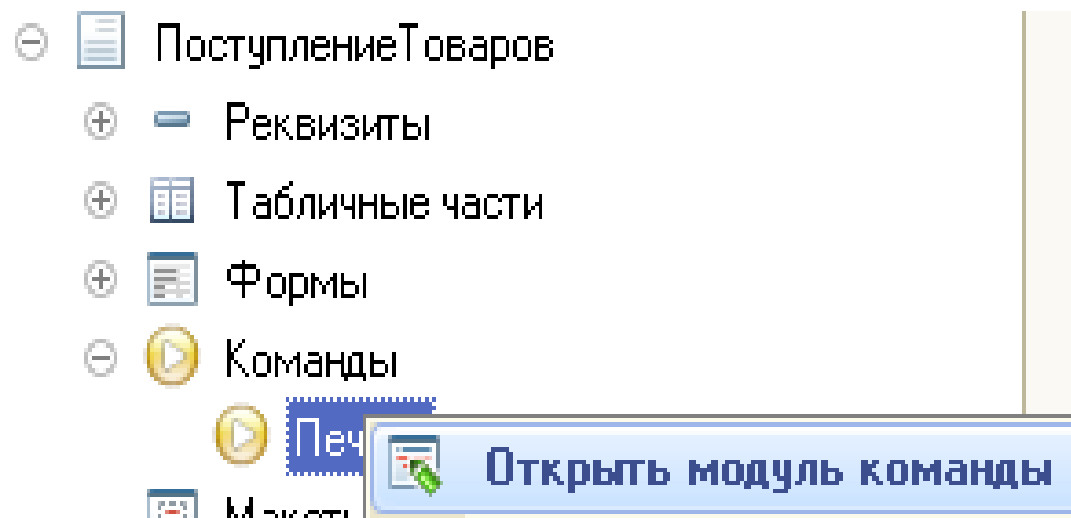 ПоступлениеТоваров
Реквизиты
Табличные части
Формы
Команды
Открыть модуль команды